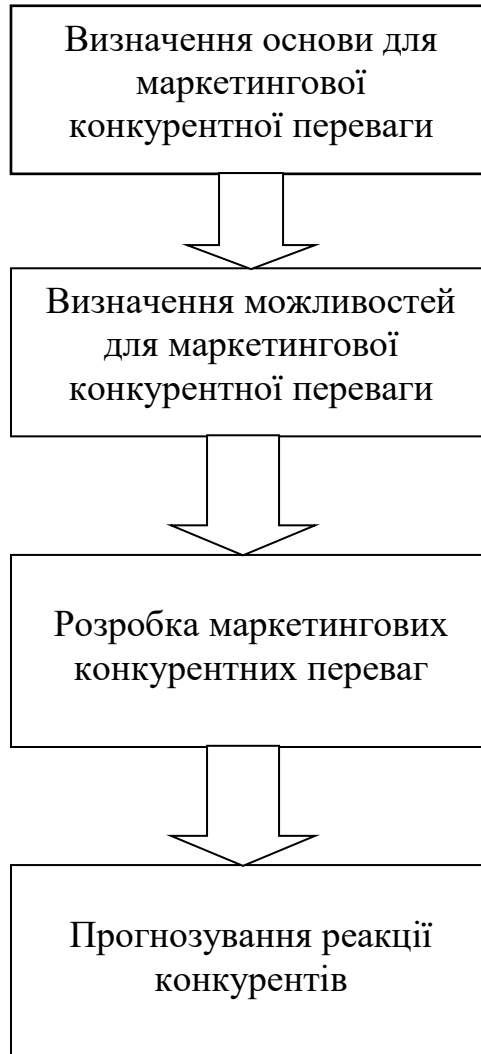 Визначення основи для
маркетингової
конкурентної переваги
Визначення можливостей
для маркетингової
конкурентної переваги
Розробка маркетингових
конкурентних переваг
Прогнозування реакції
конкурентів